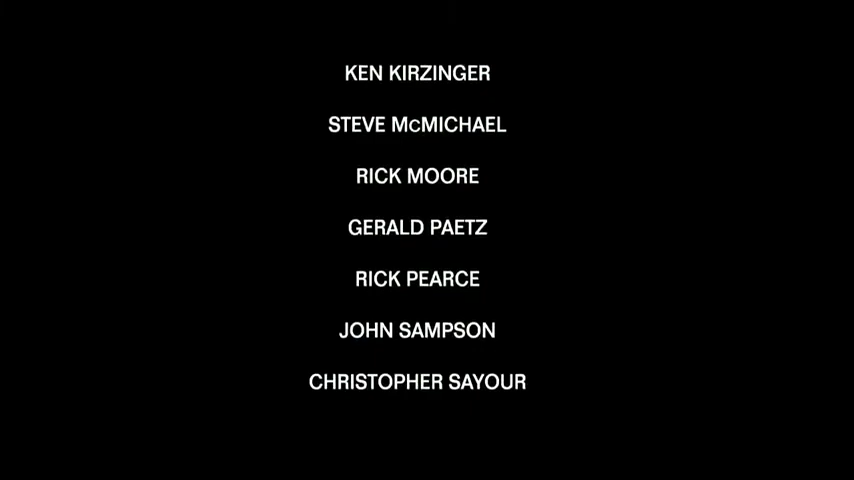 KEN KIRZINGER
STEVE McMICHAEL
RICK MOORE
GERALD PAETZ
RICK PEARCE
JOHN SAMPSON
CHRISTOPHER SAYOUR